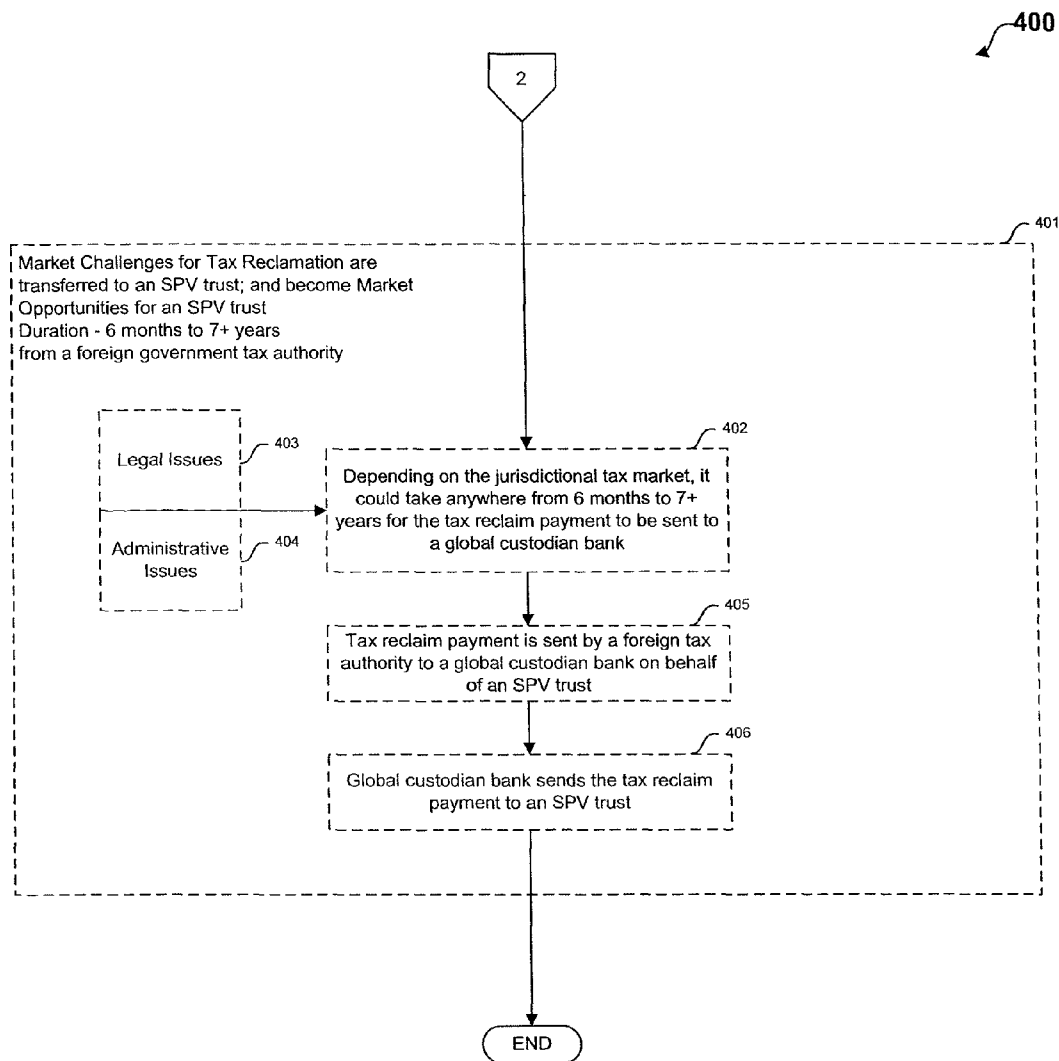 400
2
401
Market Challenges for Tax Reclamation are
transferred to an SPV trust; and become Market
Opportunities for an SPV trust
Duration - 6 months to 7+ years
from a foreign government tax authority
403
Legal Issues
404
Administrative
Issues
402
Depending on the jurisdictional tax market, it
could take anywhere from 6 months to 7+
years for the tax reclaim payment to be sent to
a global custodian bank
405
Tax reclaim payment is sent by a foreign tax
authority to a global custodian bank on behalf
of an SPV trust
406
Global custodian bank sends the tax reclaim
payment to an SPV trust
END